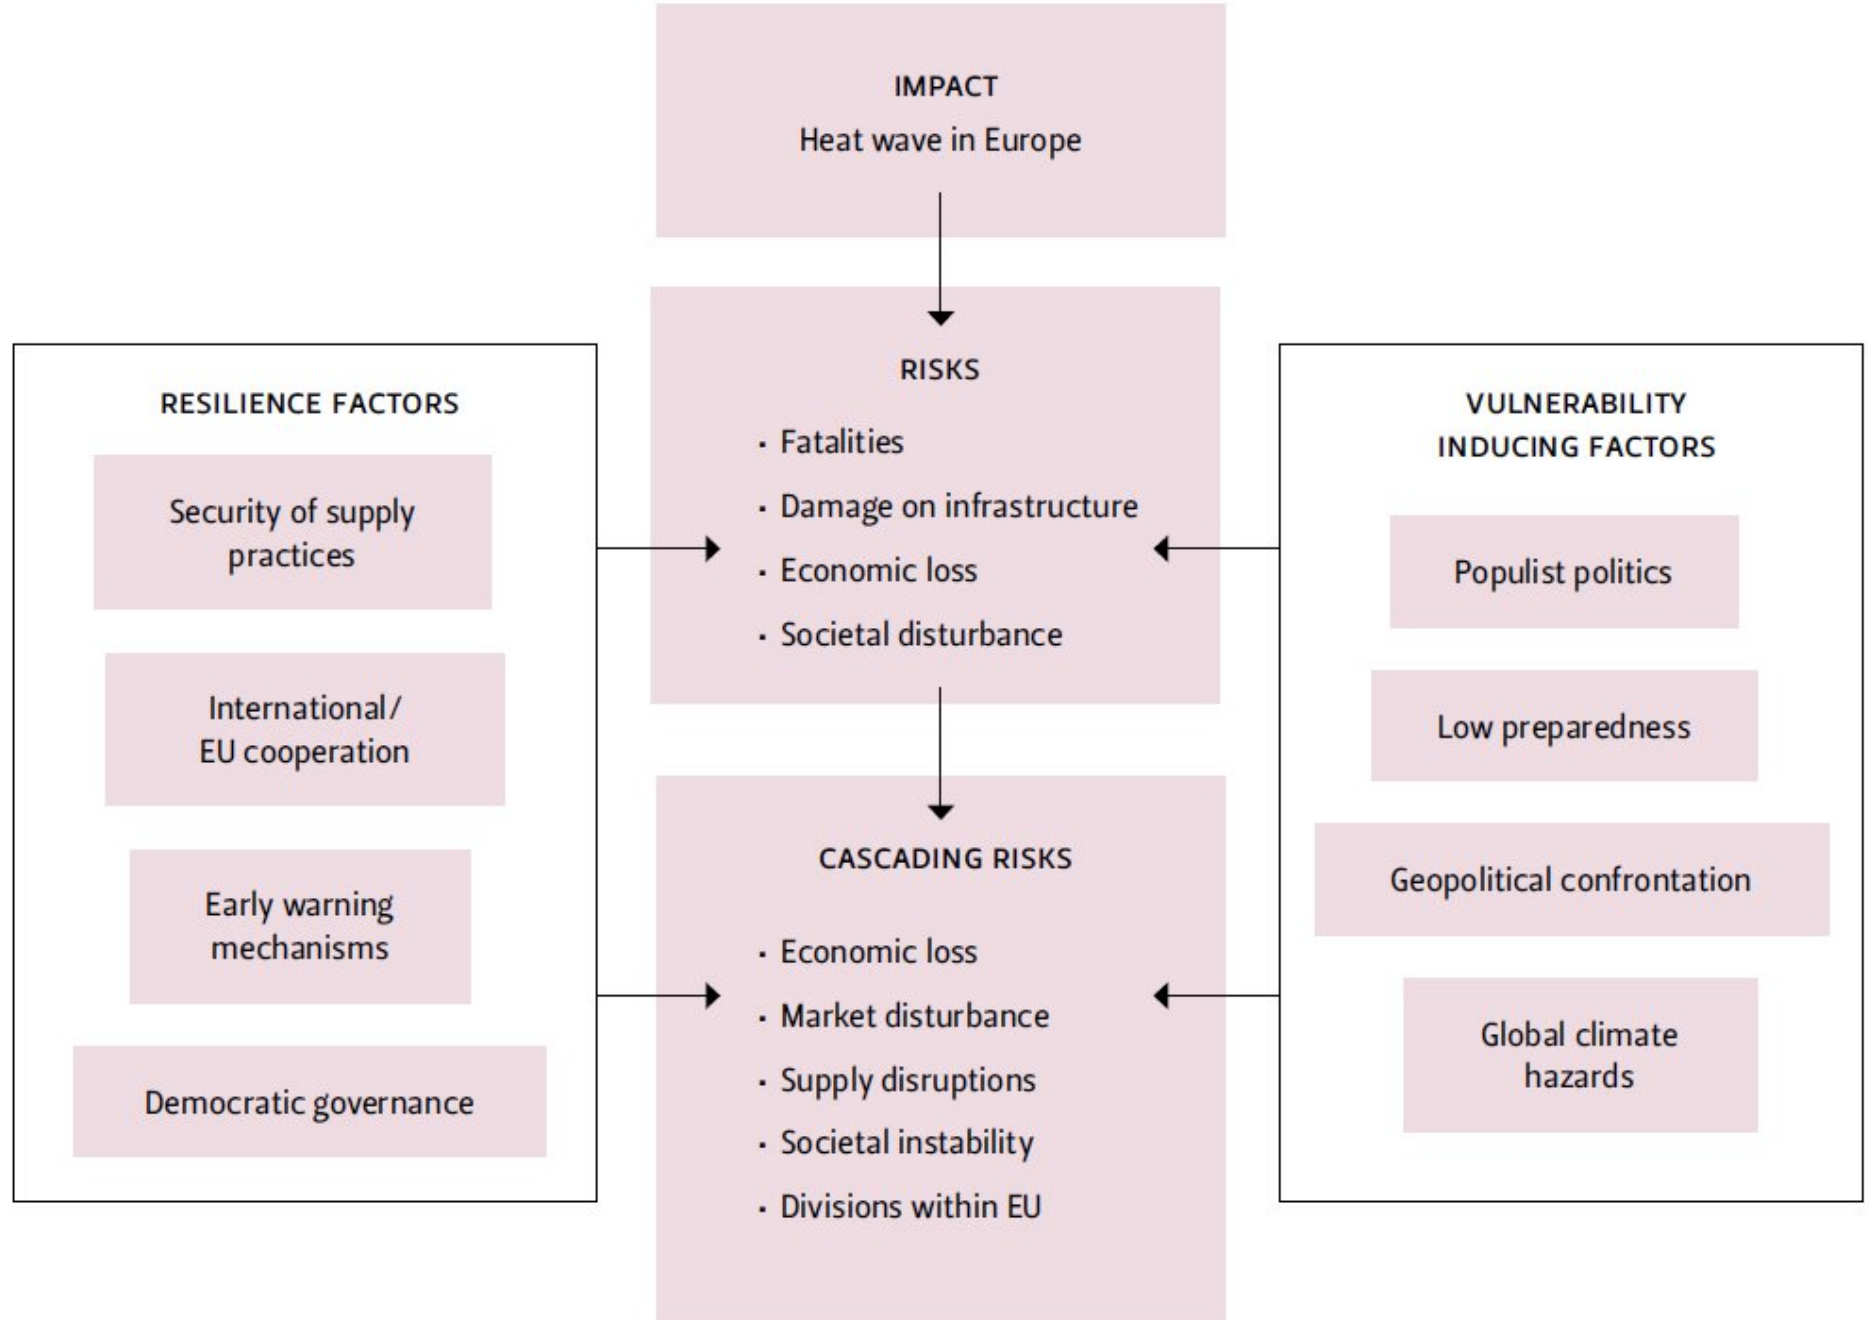 IMPACT
Heat wave in Europe
RISKS
· Fatalities
· Damage on infrastructure
· Economic loss
· Societal disturbance
RESILIENCE FACTORS
Security of supply
practices
International/
EU cooperation
Early warning
mechanisms
Democratic governance
VULNERABILITY
INDUCING FACTORS
Populist politics
Low preparedness
Geopolitical confrontation
Global climate
hazards
CASCADING RISKS
· Economic loss
· Market disturbance
· Supply disruptions
· Societal instability
· Divisions within EU